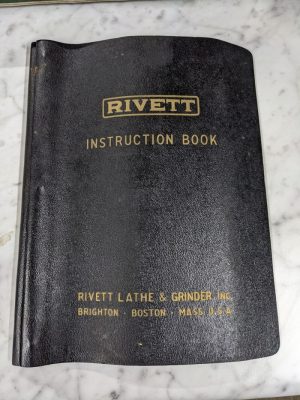 RIVETT
INSTRUCTION BOOK
RIVETT LATHE & GRINDER INC.
BRIGHTON - BOSTON - MASS U.S.A